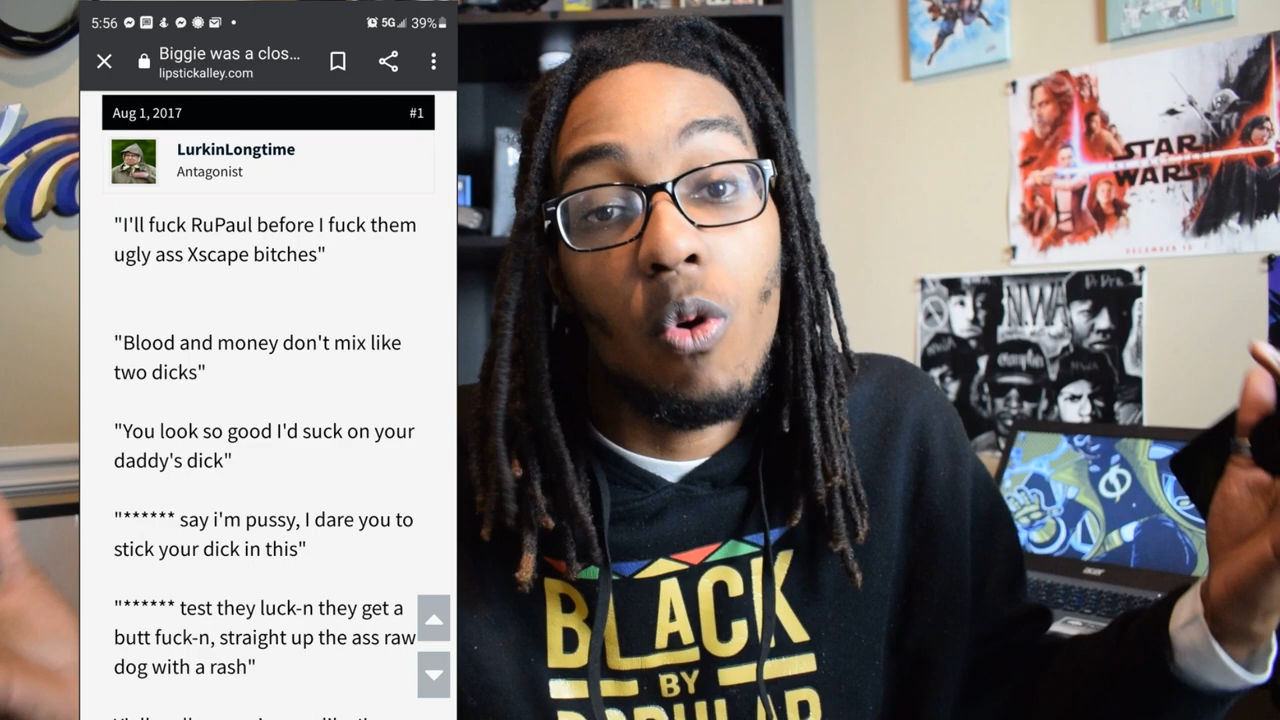 5:56 5G 39%
Biggie was a clos...
lipstickalley.com
Aug 1, 2017 #1
LurkinLongtime
Antagonist
"I'll fuck RuPaul before I fuck them
ugly ass Xscape bitches"
"Blood and money don't mix like
two dicks"
"You look so good I'd suck on your
daddy's dick"
"****** say i'm pussy, I dare you to
stick your dick in this"
"****** test they luck-n they get a
butt fuck-n, straight up the ass raw
dog with a rash"
BLACK
BY
POPULAR
STAR
WARS
DECEMBER
N.W.A
acer